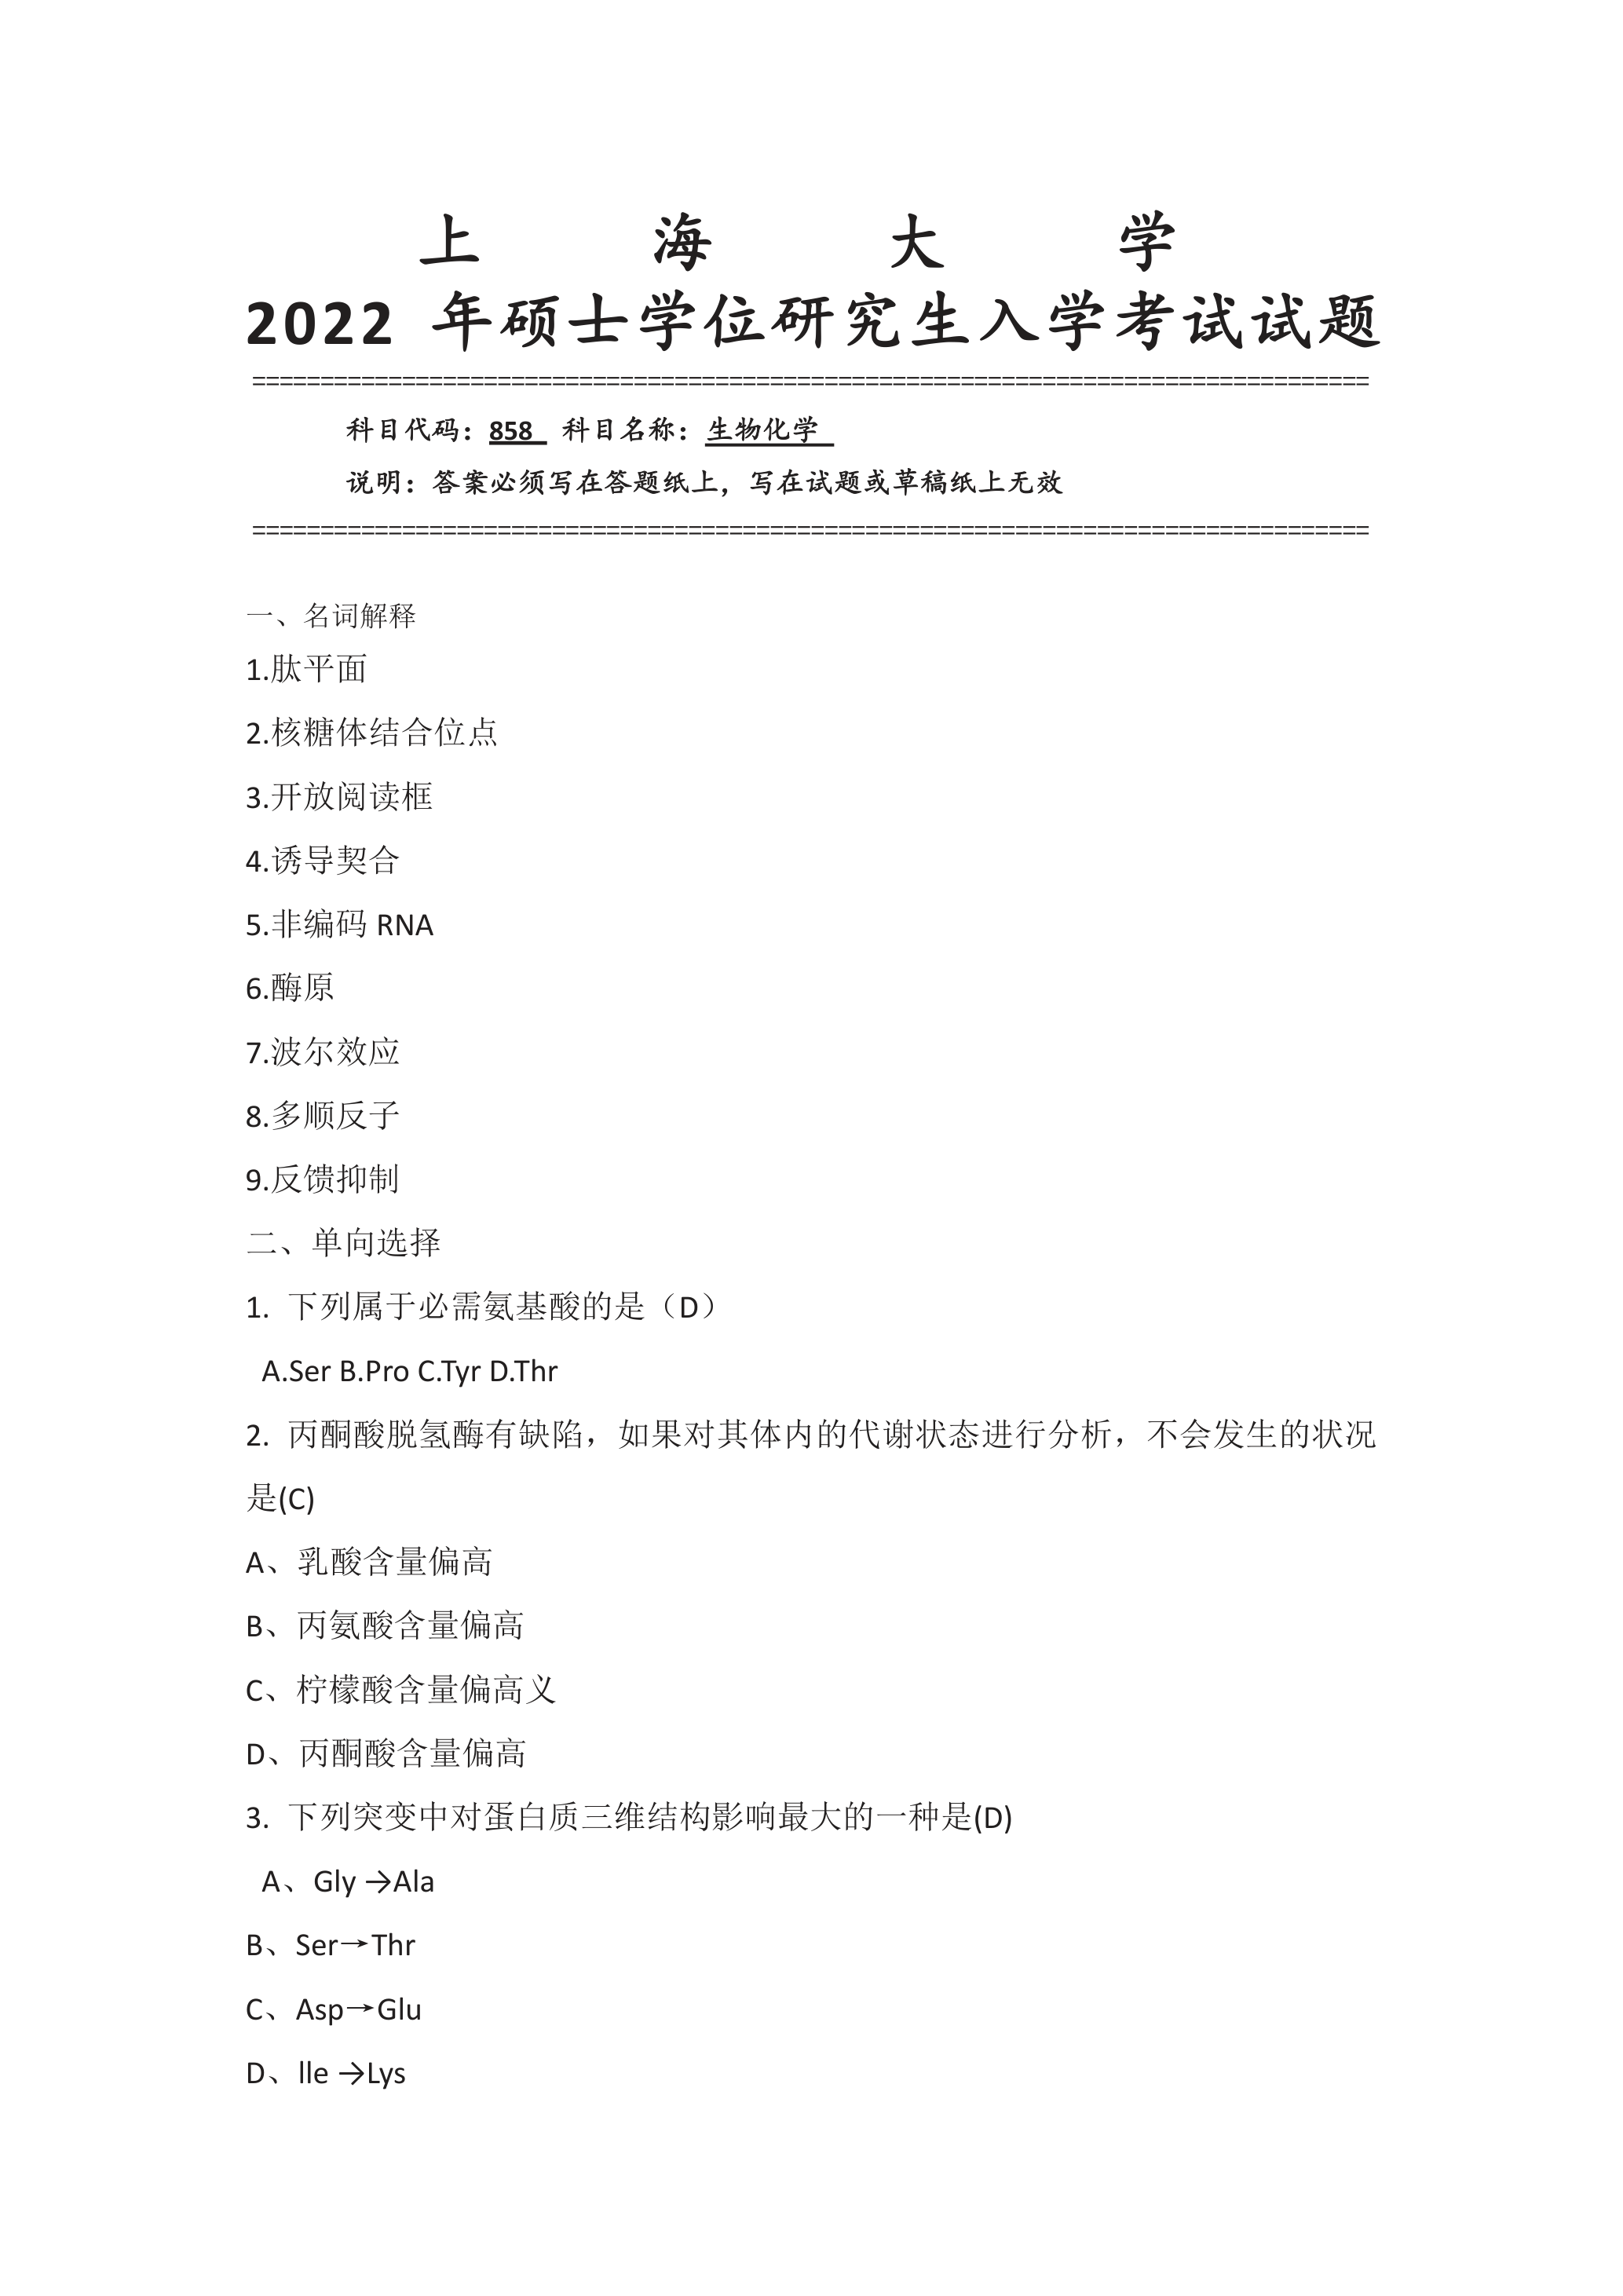 上 海 大 学
2022 年硕士学位研究生入学考试试题
==================================================================================
科目代码：858 科目名称：生物化学
说明：答案必须写在答题纸上，写在试题或草稿纸上无效
==================================================================================
一、名词解释
1.肽平面
2.核糖体结合位点
3.开放阅读框
4.诱导契合
5.非编码 RNA
6.酶原
7.波尔效应
8.多顺反子
9.反馈抑制
二、单向选择
1. 下列属于必需氨基酸的是（D）
A.Ser B.Pro C.Tyr D.Thr
2. 丙酮酸脱氢酶有缺陷，如果对其体内的代谢状态进行分析，不会发生的状况
是(C)
A、乳酸含量偏高
B、丙氨酸含量偏高
C、柠檬酸含量偏高义
D、丙酮酸含量偏高
3. 下列突变中对蛋白质三维结构影响最大的一种是(D)
A、Gly →Ala
B、Ser→Thr
C、Asp→Glu
D、lle →Lys